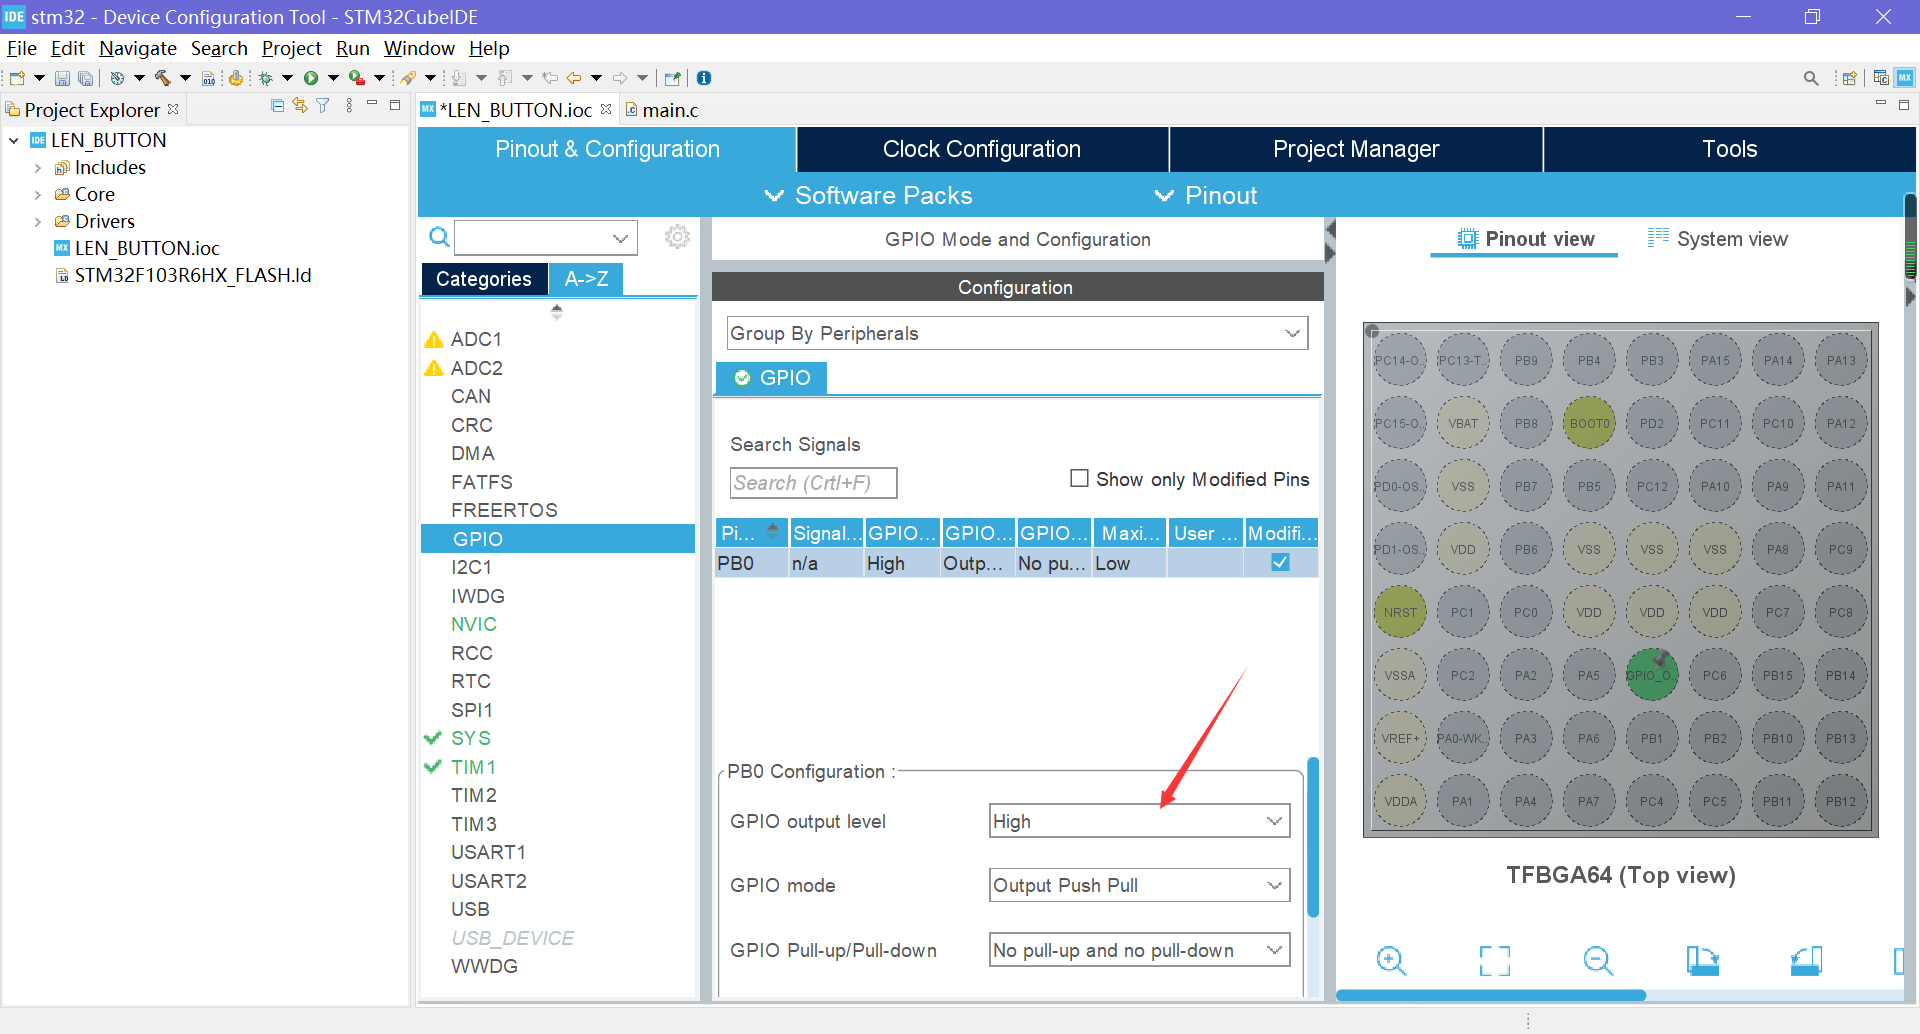 IDE stm32 - Device Configuration Tool - STM32CubeIDE
File Edit Navigate Search Project Run Window Help
Project Explorer
*LEN_BUTTON.ioc
main.c
LEN_BUTTON
Includes
Core
Drivers
LEN_BUTTON.ioc
STM32F103R6HX_FLASH.ld
Pinout & Configuration
Clock Configuration
Project Manager
Tools
Software Packs
Pinout
Categories
A->Z
ADC1
ADC2
CAN
CRC
DMA
FATFS
FREERTOS
GPIO
I2C1
IWDG
NVIC
RCC
RTC
SPI1
SYS
TIM1
TIM2
TIM3
USART1
USART2
USB
USB_DEVICE
WWDG
GPIO Mode and Configuration
Configuration
Group By Peripherals
GPIO
Search Signals
Search (CrtI+F)
Show only Modified Pins
Pi... Signal... GPIO... GPIO... GPIO... Maxi... User ... Modifi...
PB0 n/a High Outp... No pu... Low
PB0 Configuration :
GPIO output level High
GPIO mode Output Push Pull
GPIO Pull-up/Pull-down No pull-up and no pull-down
Pinout view
System view
PC14-O.. PC13-T.. PB9 PB4 PB3 PA15 PA14 PA13
PC15-O.. VBAT PB8 BOOT0 PD2 PC11 PC10 PA12
PD0-OS.. VSS PB7 PB5 PC12 PA10 PA9 PA11
PD1-OS.. VDD PB6 VSS VSS VSS PA8 PC9
NRST PC1 PC0 VDD VDD VDD PC7 PC8
VSSA PC2 PA2 PA5 GPIO_O.. PC6 PB15 PB14
VREF+ PA0-WK.. PA3 PA6 PB1 PB2 PB10 PB13
VDDA PA1 PA4 PA7 PC4 PC5 PB11 PB12
TFBGA64 (Top view)